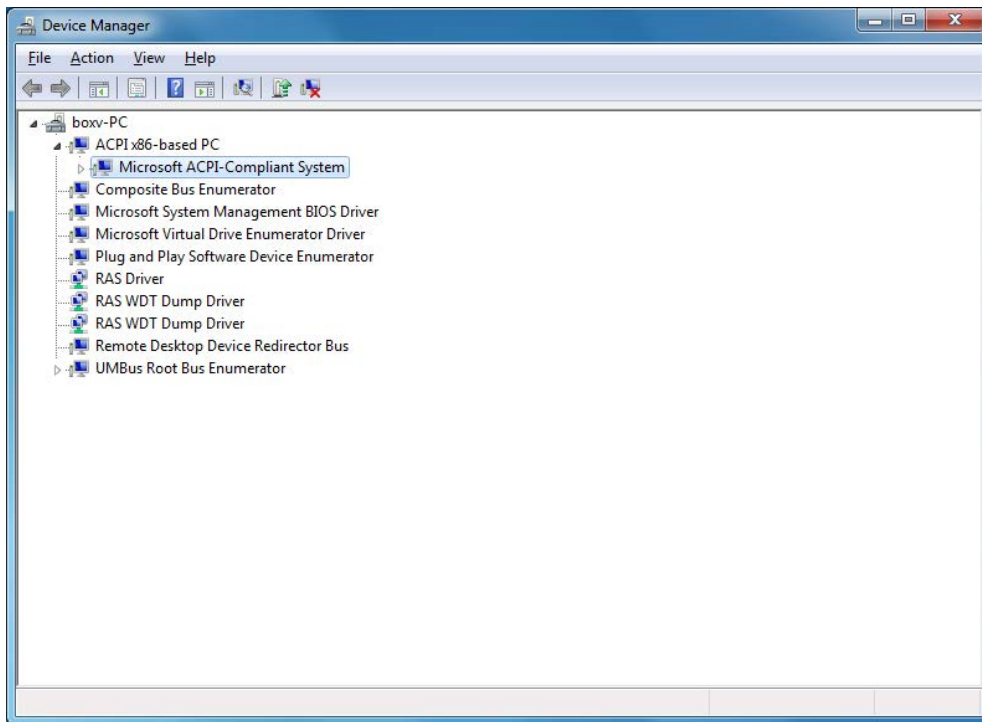 Device Manager
File Action View Help
boxv-PC
ACPI x86-based PC
Microsoft ACPI-Compliant System
Composite Bus Enumerator
Microsoft System Management BIOS Driver
Microsoft Virtual Drive Enumerator Driver
Plug and Play Software Device Enumerator
RAS Driver
RAS WDT Dump Driver
RAS WDT Dump Driver
Remote Desktop Device Redirector Bus
UMBus Root Bus Enumerator